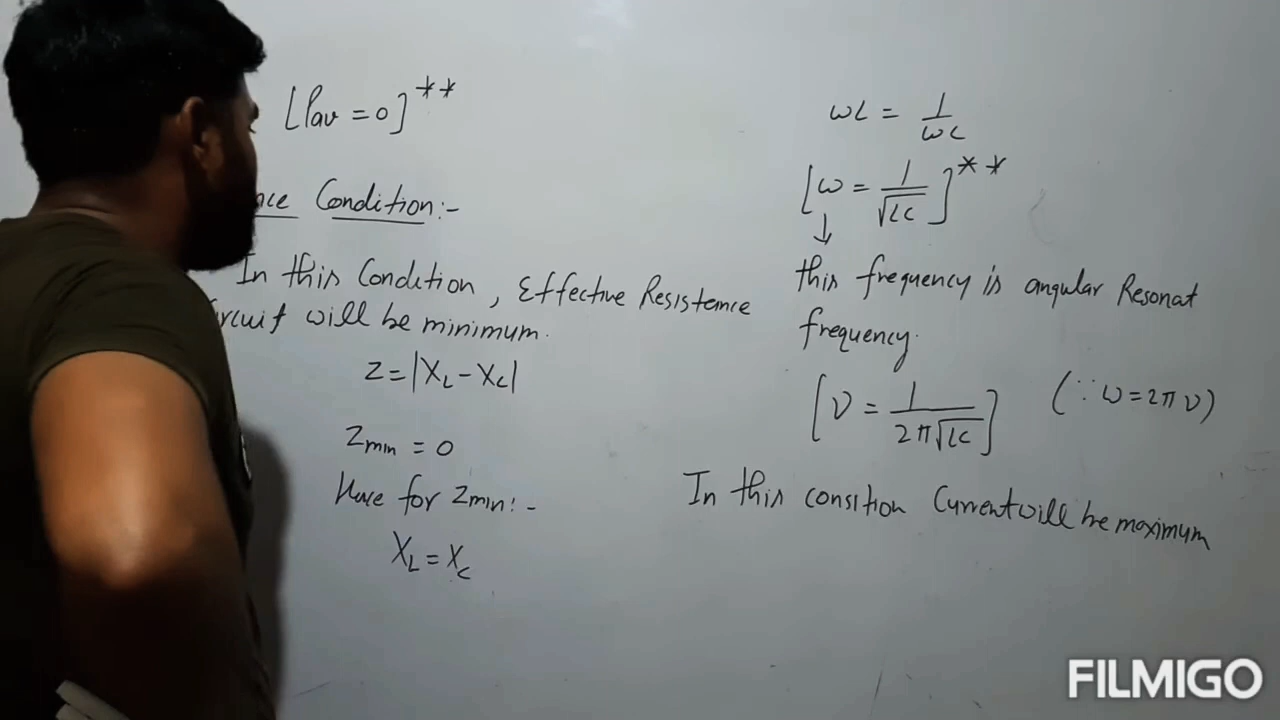 [Pav = 0]**
nce Condition:-
In this Condition, Effective Resistance
ircuit will be minimum.
Z = |XL - XC|
Zmin = 0
for Zmin:-
XL = XC
ωL = 1/ωC
[ω = 1/√LC]**
↓
this frequency is angular Resonat
frequency.
[ν = 1/2π√LC] (∵ ω = 2πν)
In this consition Current will be maximum
FILMIGO